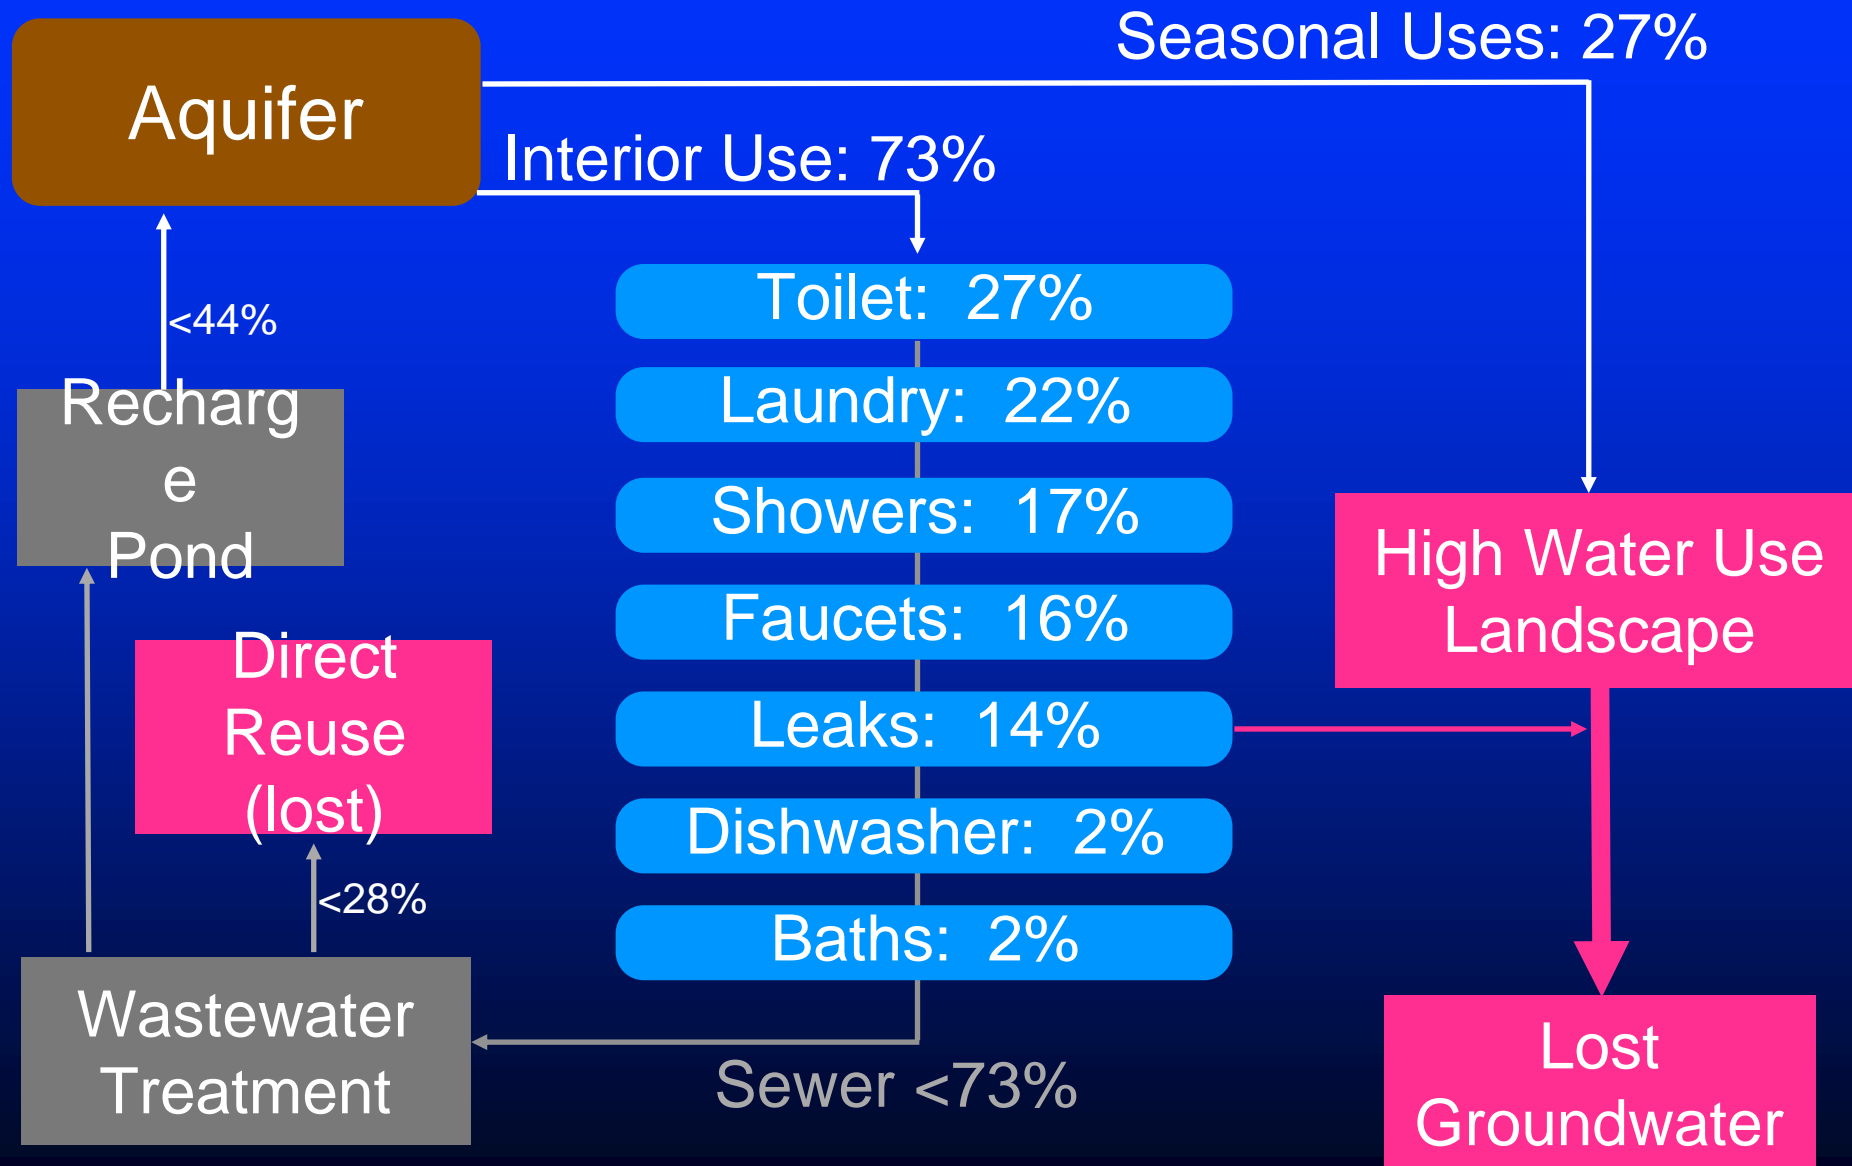 Seasonal Uses: 27%
Aquifer
Interior Use: 73%
Toilet: 27%
<44%
Laundry: 22%
Recharg
e
Pond
Showers: 17%
High Water Use
Landscape
Faucets: 16%
Direct
Reuse
(lost)
Leaks: 14%
Dishwasher: 2%
<28%
Baths: 2%
Wastewater
Treatment
Sewer <73%
Lost
Groundwater